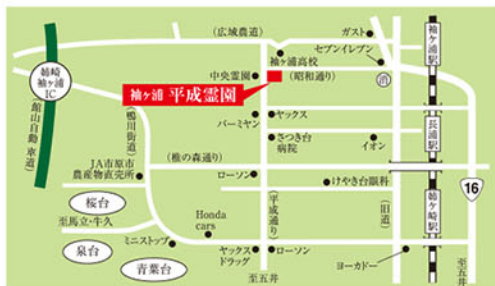 (広域農道)
ガスト
セブンイレブン
袖ヶ浦駅
袖ヶ浦高校
姉崎
袖ヶ浦
IC
中央霊園
(昭和通り)
消
袖ヶ浦 平成霊園
館山自動車道)
(鴨川街道)
バーミヤン
ヤックス
さつき台
病院
イオン
長浦駅
(椎の森通り)
JA市原市
農産物直売所
ローソン
けやき台眼科
16
姉ヶ崎駅
桜台
至馬立・牛久
(平成通り)
(旧道)
Honda
cars
泉台
ミニストップ
青葉台
ヤックス
ドラッグ
ローソン
ヨーカドー
至五井
至五井